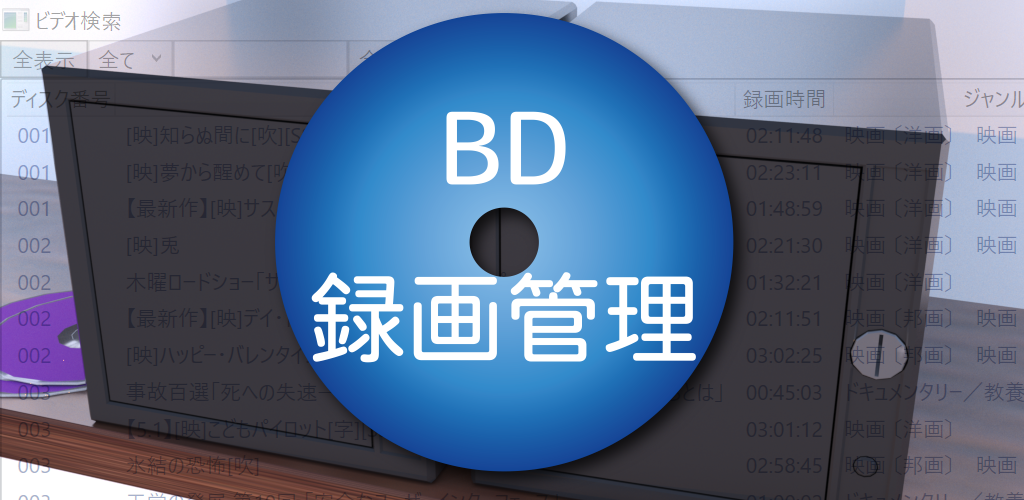 ビデオ検索
全表示 全て
ディスク番号 録画時間 ジャンル
BD
録画管理
001 [映]知らぬ間に[吹][S 02:11:48 映画〔洋画〕 映画
001 [映]夢から醒めて[吹 02:23:11 映画〔洋画〕 映画
001 【最新作】[映]サス 01:48:59 映画〔洋画〕 映画
002 [映]兎 02:21:30 映画〔洋画〕 映画
002 木曜ロードショー「サ 01:32:21 映画〔洋画〕 映画
002 【最新作】[映]デイ・ 02:11:51 映画〔邦画〕 映画
002 [映]ハッピー・バレンタイ 03:02:25 映画〔邦画〕 映画
003 事故百選「死への失速ー とは」 00:45:03 ドキュメンタリー／教養
003 【5.1】[映]こどもパイロット[字][ 03:01:12 映画〔洋画〕 映画
003 氷結の恐怖[吹] 02:58:45 映画〔邦画〕 映画